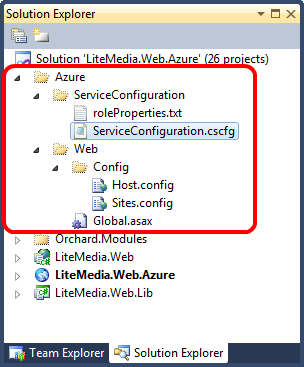 Solution Explorer
Solution 'LiteMedia.Web.Azure' (26 projects)
Azure
ServiceConfiguration
roleProperties.txt
ServiceConfiguration.cscfg
Web
Config
Host.config
Sites.config
Global.asax
Orchard.Modules
LiteMedia.Web
LiteMedia.Web.Azure
LiteMedia.Web.Lib
Team Explorer Solution Explorer